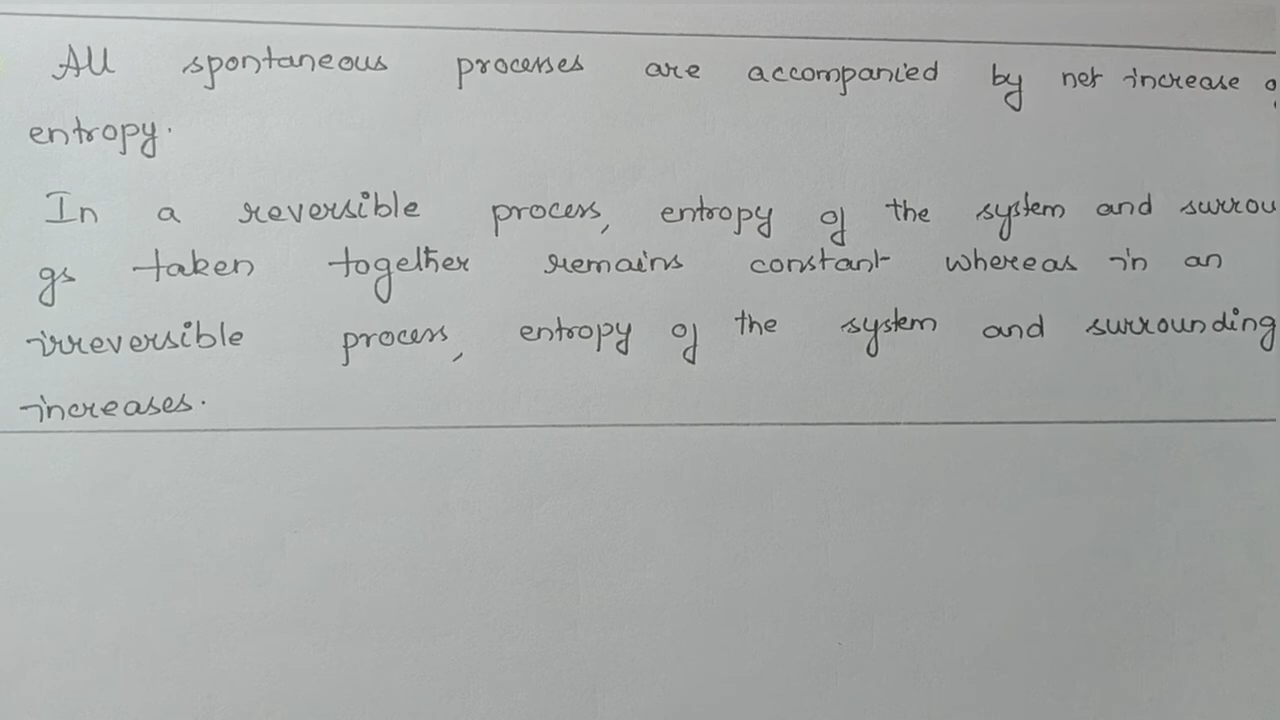 All spontaneous processes are accompanied by net increase o
entropy.
In a reversible process, entropy of the system and surrou
gs taken together remains constant whereas in an
irreversible process, entropy of the system and surrounding
increases.